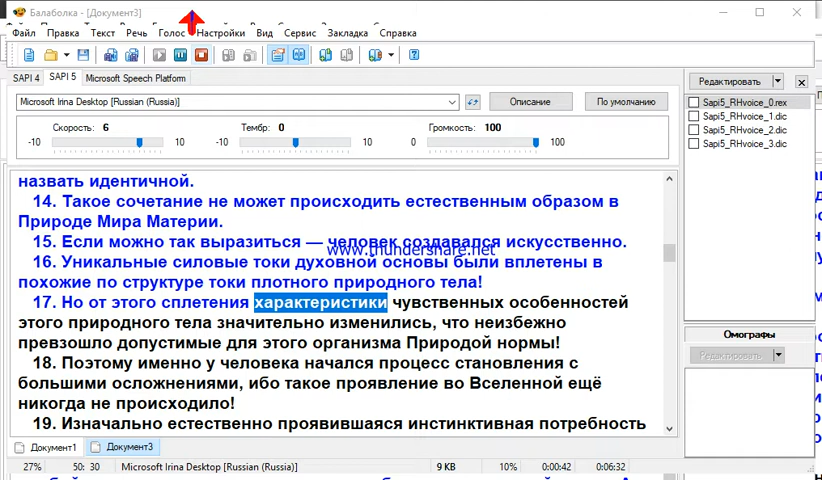 Балаболка - [Документ3]
Файл Правка Текст Речь Голос Настройки Вид Сервис Закладка Справка
SAPI 4 SAPI 5 Microsoft Speech Platform
Microsoft Irina Desktop [Russian (Russia)]
Описание
По умолчанию
Скорость: 6
-10 10
Тембр: 0
-10 10
Громкость: 100
0 100
назвать идентичной.
14. Такое сочетание не может происходить естественным образом в
Природе Мира Материи.
15. Если можно так выразиться — человек создавался искусственно.
www.thundershare.net
16. Уникальные силовые токи духовной основы были вплетены в
похожие по структуре токи плотного природного тела!
17. Но от этого сплетения характеристики чувственных особенностей
этого природного тела значительно изменились, что неизбежно
превзошло допустимые для этого организма Природой нормы!
18. Поэтому именно у человека начался процесс становления с
большими осложнениями, ибо такое проявление во Вселенной ещё
никогда не происходило!
19. Изначально естественно проявившаяся инстинктивная потребность
Редактировать
Sapi5_RHvoice_0.rex
Sapi5_RHvoice_1.dic
Sapi5_RHvoice_2.dic
Sapi5_RHvoice_3.dic
Омографы
Редактировать
Документ1 Документ3
27% 50: 30 Microsoft Irina Desktop [Russian (Russia)] 9 KB 10% 0:00:42 0:06:32